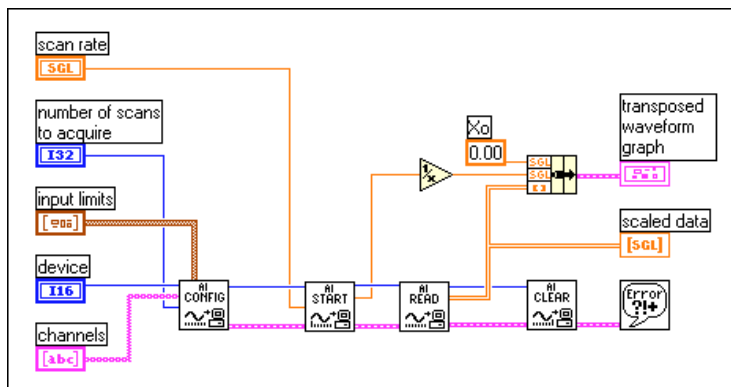 scan rate
SGL
number of scans
to acquire
I32
input limits
device
I16
channels
[abc]
AI
CONFIG
AI
START
AI
READ
AI
CLEAR
1/x
Xo
0.00
SGL
SGL
[ ]
transposed
waveform
graph
scaled data
[SGL]
Error
?!+